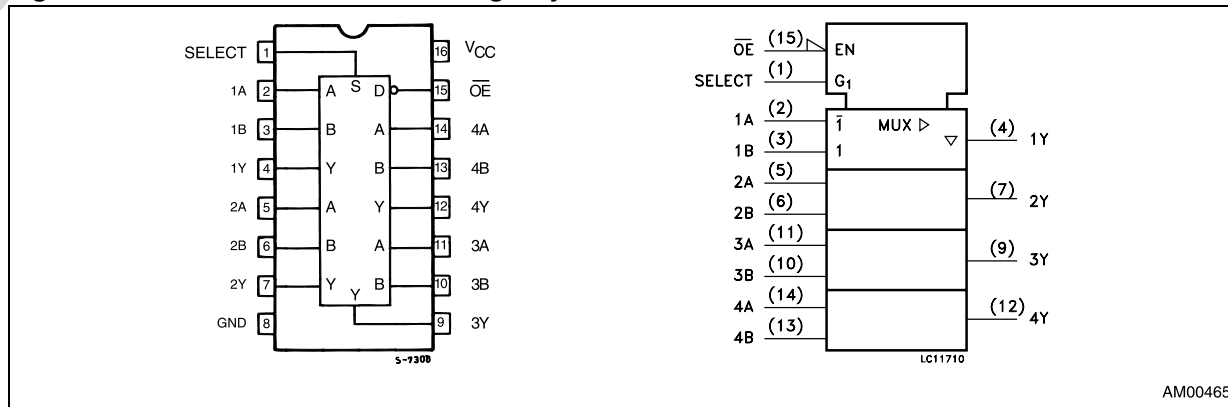 SELECT 1 16 VCC
1A 2 A S D 15 OE
1B 3 B A 14 4A
1Y 4 Y B 13 4B
2A 5 A Y 12 4Y
2B 6 B A 11 3A
2Y 7 Y Y B 10 3B
GND 8 9 3Y
S-7308
OE (15) EN
SELECT (1) G1
1A (2) 1 MUX (4) 1Y
1B (3) 1
2A (5)
2B (6) (7) 2Y
3A (11)
3B (10) (9) 3Y
4A (14)
4B (13) (12) 4Y
LC11710
AM00465